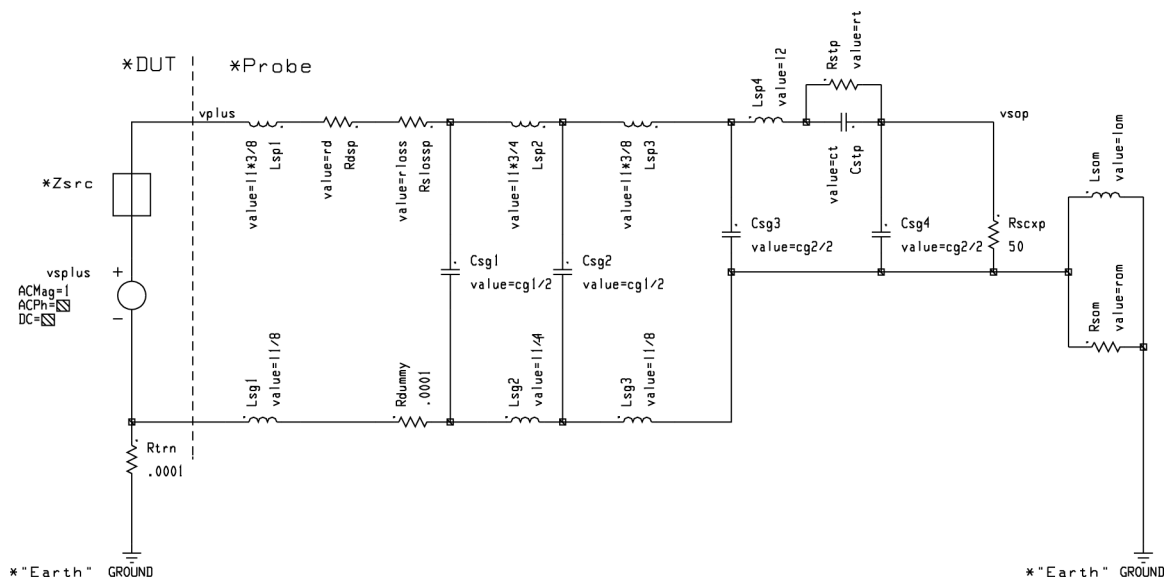 *DUT
*Probe
vplus
value=l1*3/8
Lsp1
value=rd
Rdsp
value=rloss
Rslossp
value=l1*3/4
Lsp2
value=l1*3/8
Lsp3
Lsp4
value=l2
Rstp
value=rt
value=ct
Cstp
vsop
Lsom
value=lom
*Zsrc
vsplus
+
ACMag=1
ACPh=
DC=
−
Csg1
value=cg1/2
Csg2
value=cg1/2
Csg3
value=cg2/2
Csg4
value=cg2/2
Rscxp
50
Rsom
value=rom
Lsg1
value=l1/8
Rdummy
.0001
Lsg2
value=l1/4
Lsg3
value=l1/8
Rtrn
.0001
*"Earth" GROUND
*"Earth" GROUND